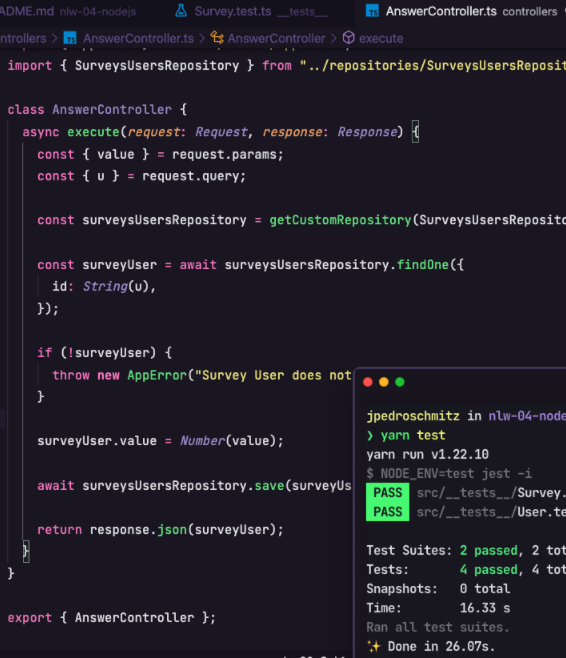 ADME.md nlw-04-nodejs Survey.test.ts __tests__ AnswerController.ts controllers
ntrollers > TS AnswerController.ts > AnswerController > execute
import { SurveysUsersRepository } from "../repositories/SurveysUsersReposit
class AnswerController {
async execute(request: Request, response: Response) {
const { value } = request.params;
const { u } = request.query;
const surveysUsersRepository = getCustomRepository(SurveysUsersReposito
const surveyUser = await surveysUsersRepository.findOne({
id: String(u),
});
if (!surveyUser) {
throw new AppError("Survey User does not
}
surveyUser.value = Number(value);
await surveysUsersRepository.save(surveyUs
return response.json(surveyUser);
}
}
export { AnswerController };
jpedroschmitz in nlw-04-node
❯ yarn test
yarn run v1.22.10
$ NODE_ENV=test jest -i
PASS src/__tests__/Survey.
PASS src/__tests__/User.te
Test Suites: 2 passed, 2 tot
Tests: 4 passed, 4 tot
Snapshots: 0 total
Time: 16.33 s
Ran all test suites.
✨ Done in 26.07s.